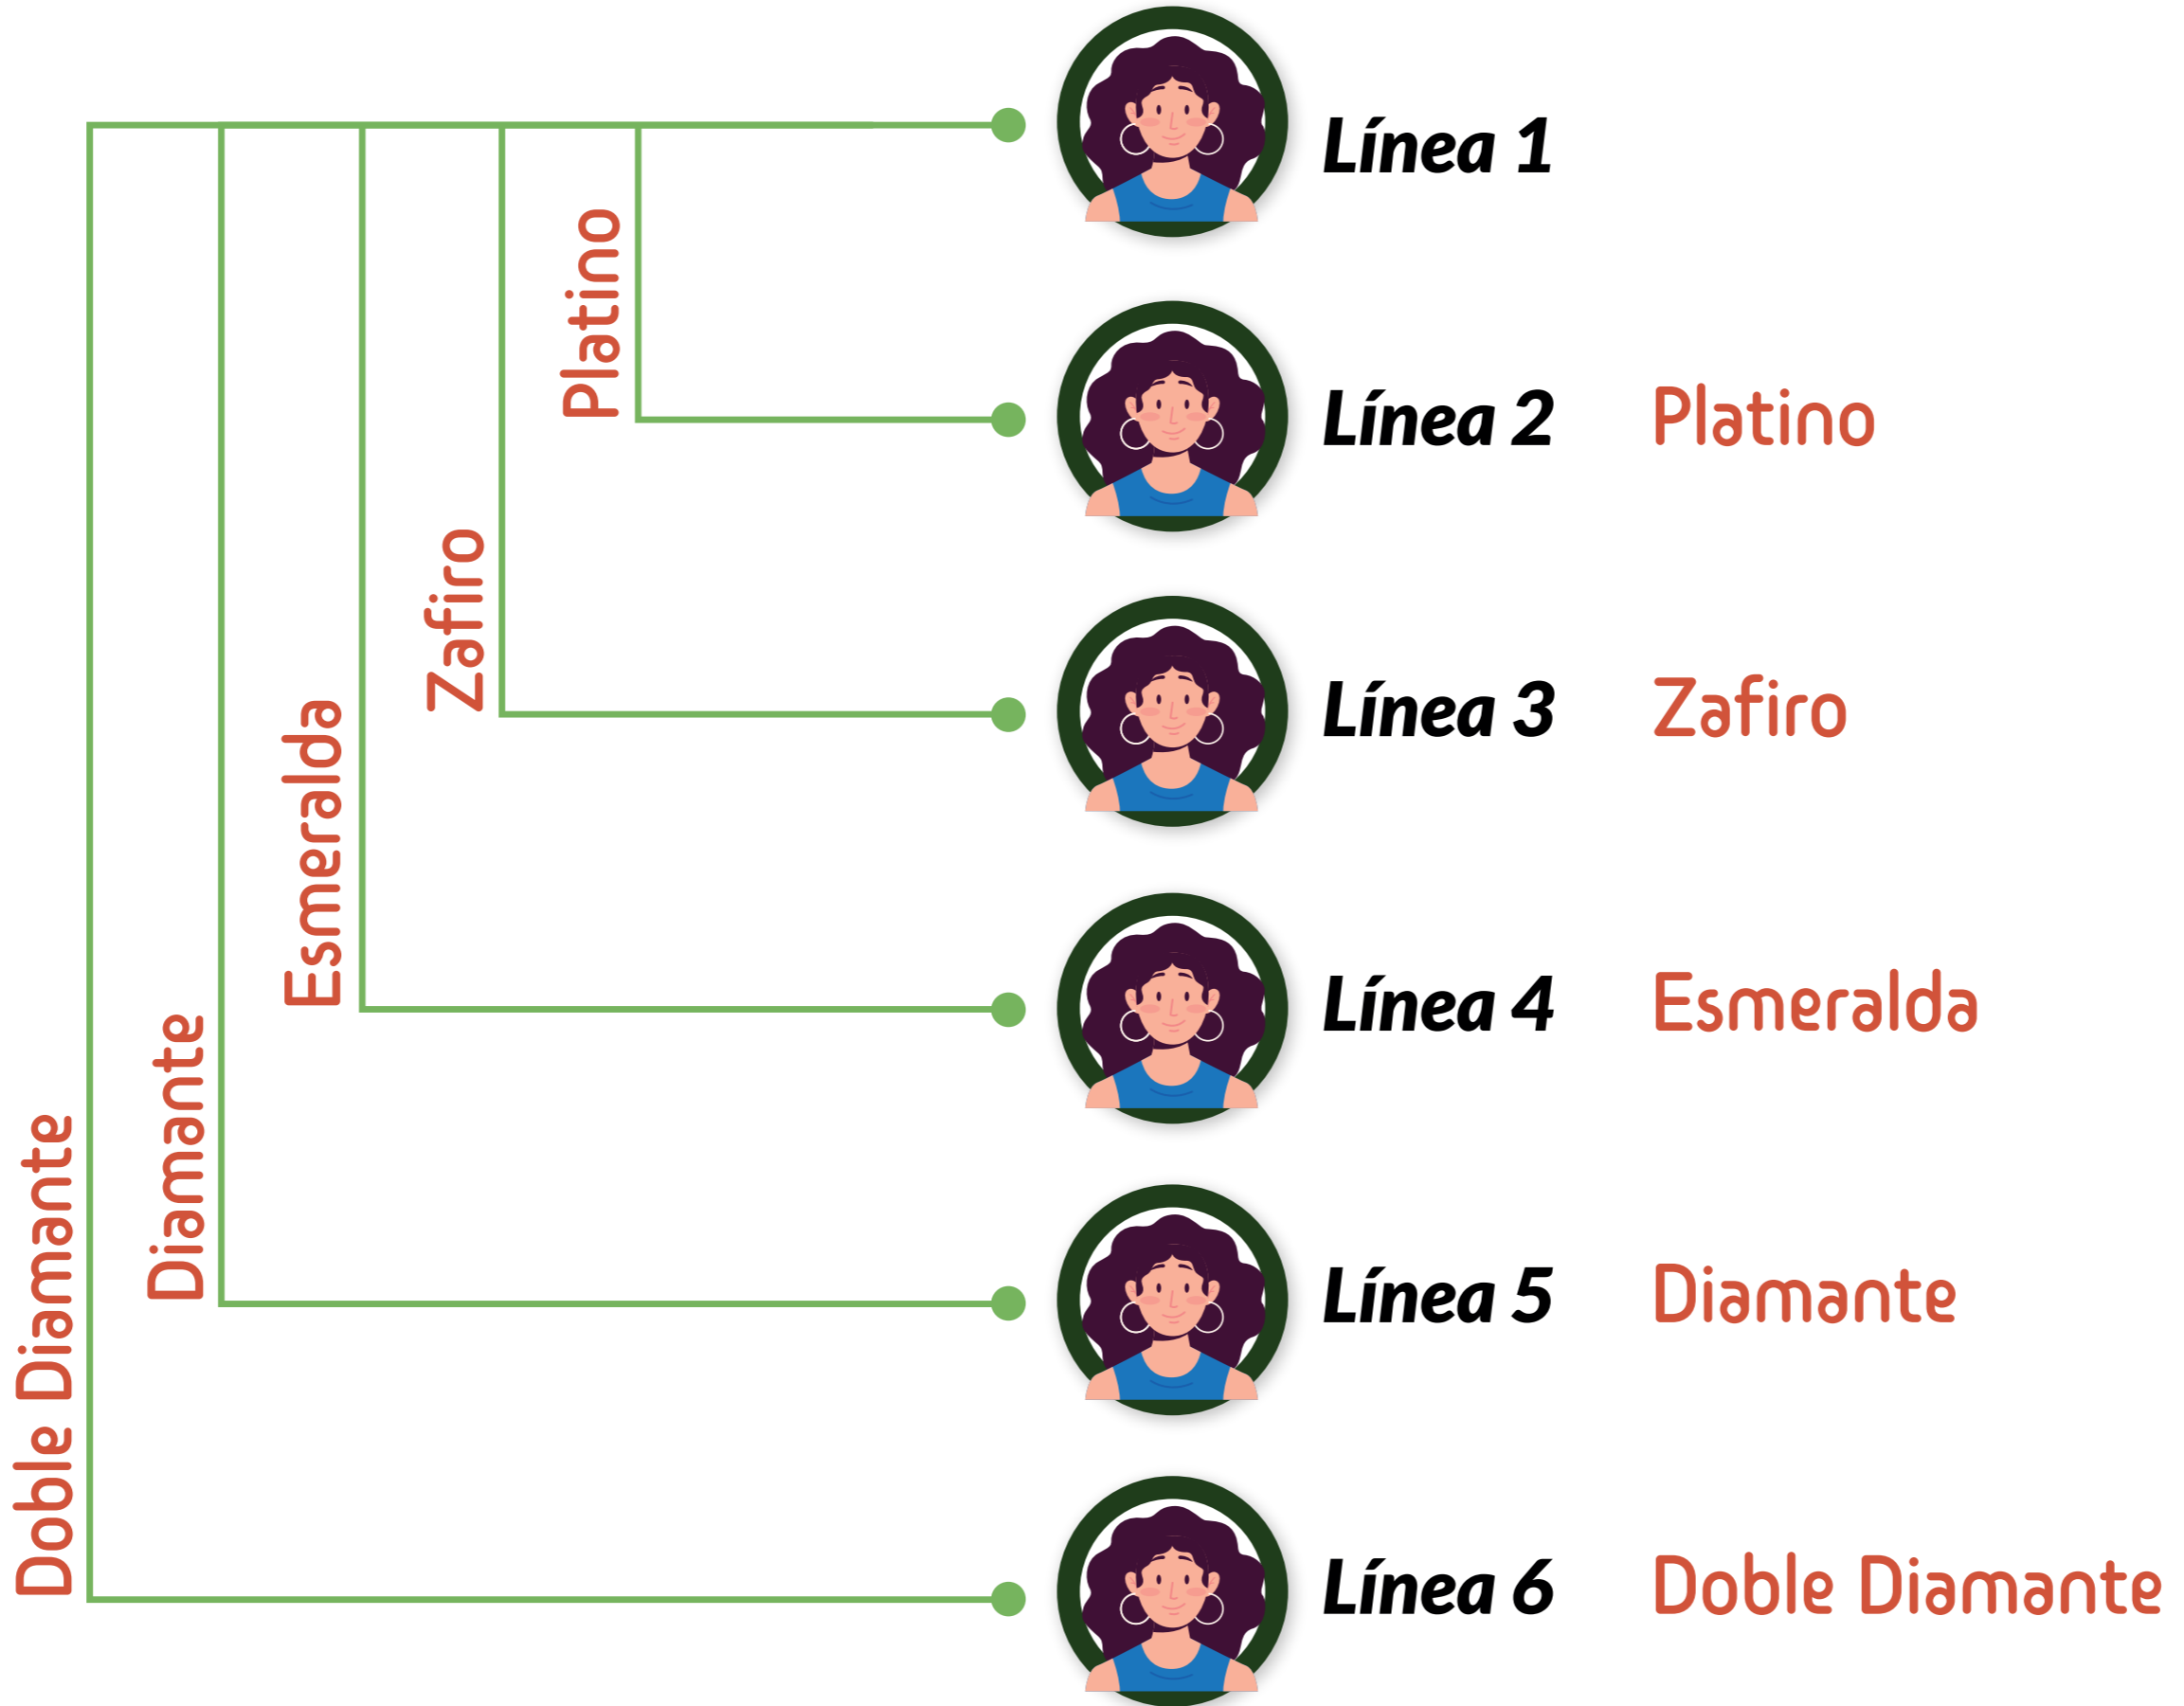 Línea 1
Platino
Línea 2 Platino
Zafiro
Línea 3 Zafiro
Esmeralda
Línea 4 Esmeralda
Diamante
Línea 5 Diamante
Doble Diamante
Línea 6 Doble Diamante